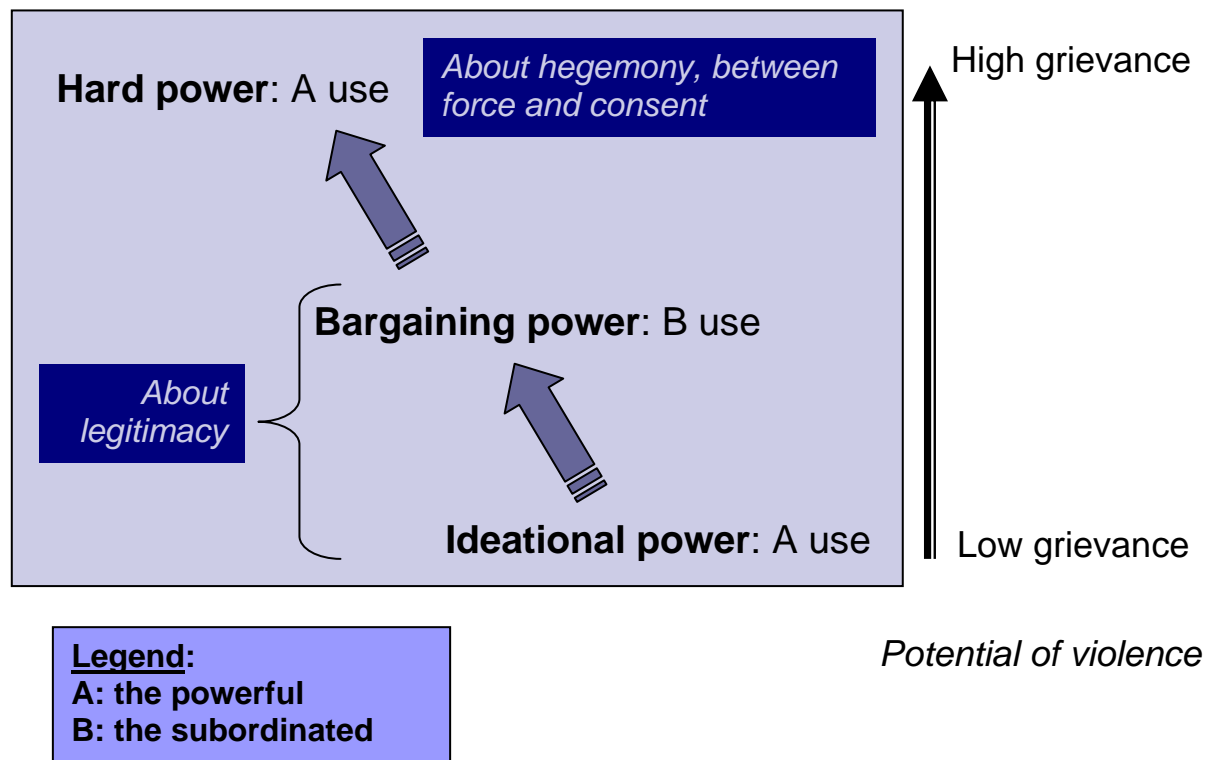 Hard power: A use
About hegemony, between
force and consent
High grievance
Bargaining power: B use
About
legitimacy
Ideational power: A use
Low grievance
Potential of violence
Legend:
A: the powerful
B: the subordinated